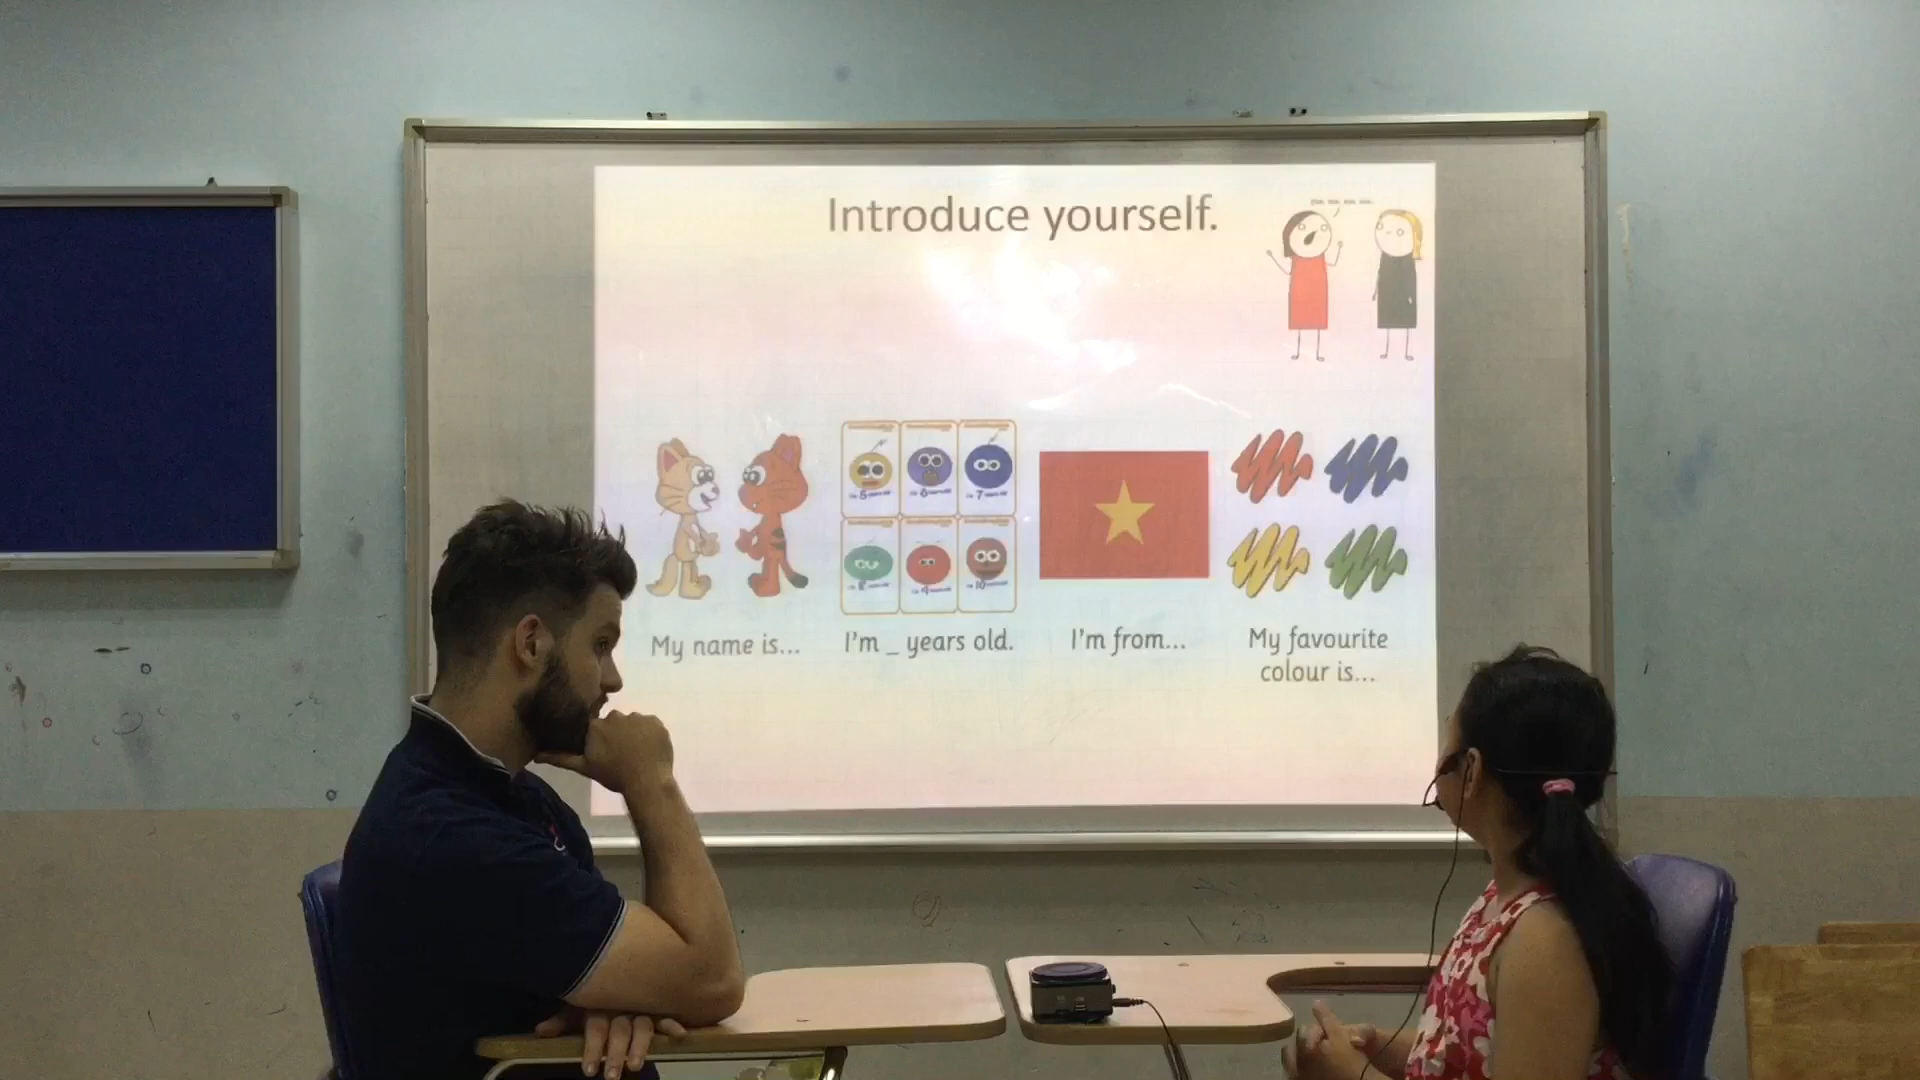 Introduce yourself.
My name is...
I'm _ years old.
I'm from...
My favourite
colour is...